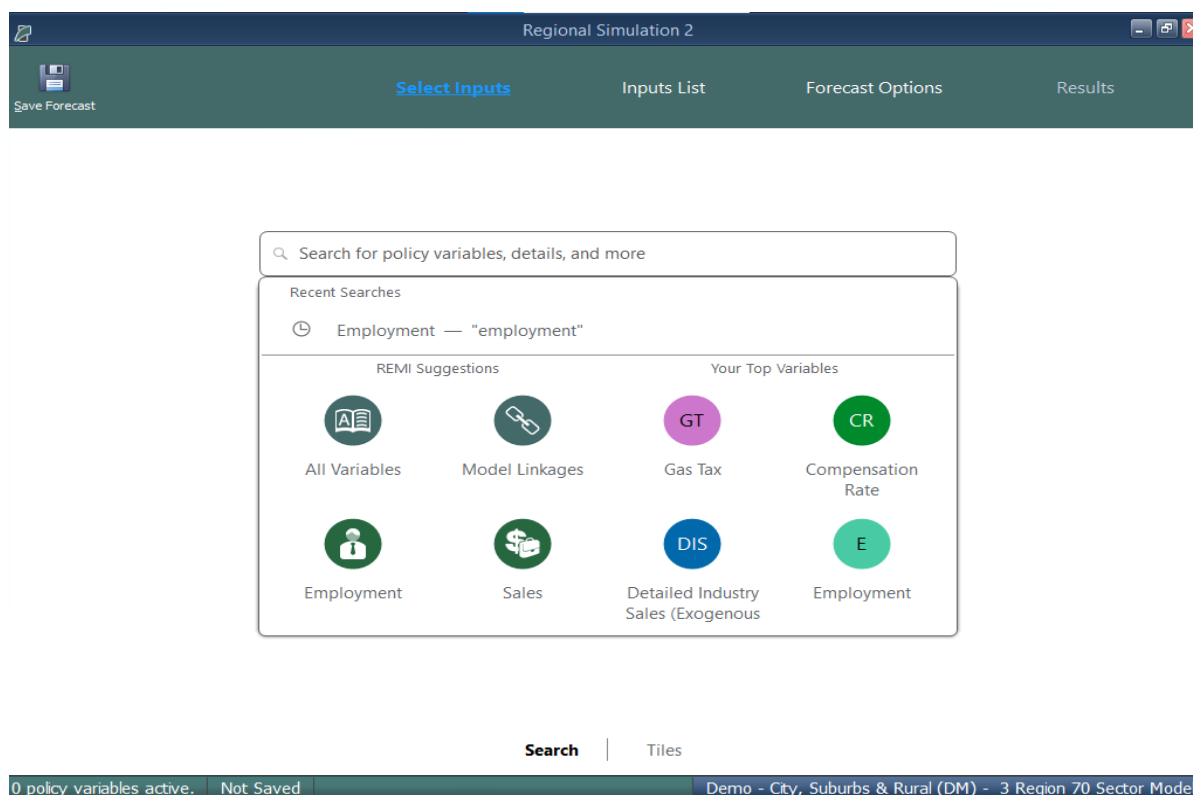 Regional Simulation 2
Save Forecast
Select Inputs
Inputs List
Forecast Options
Results
Search for policy variables, details, and more
Recent Searches
Employment — "employment"
REMI Suggestions
Your Top Variables
A
GT
CR
All Variables
Model Linkages
Gas Tax
Compensation
Rate
$
DIS
E
Employment
Sales
Detailed Industry
Sales (Exogenous
Employment
Search
Tiles
0 policy variables active.
Not Saved
Demo - City, Suburbs & Rural (DM) - 3 Region 70 Sector Mode